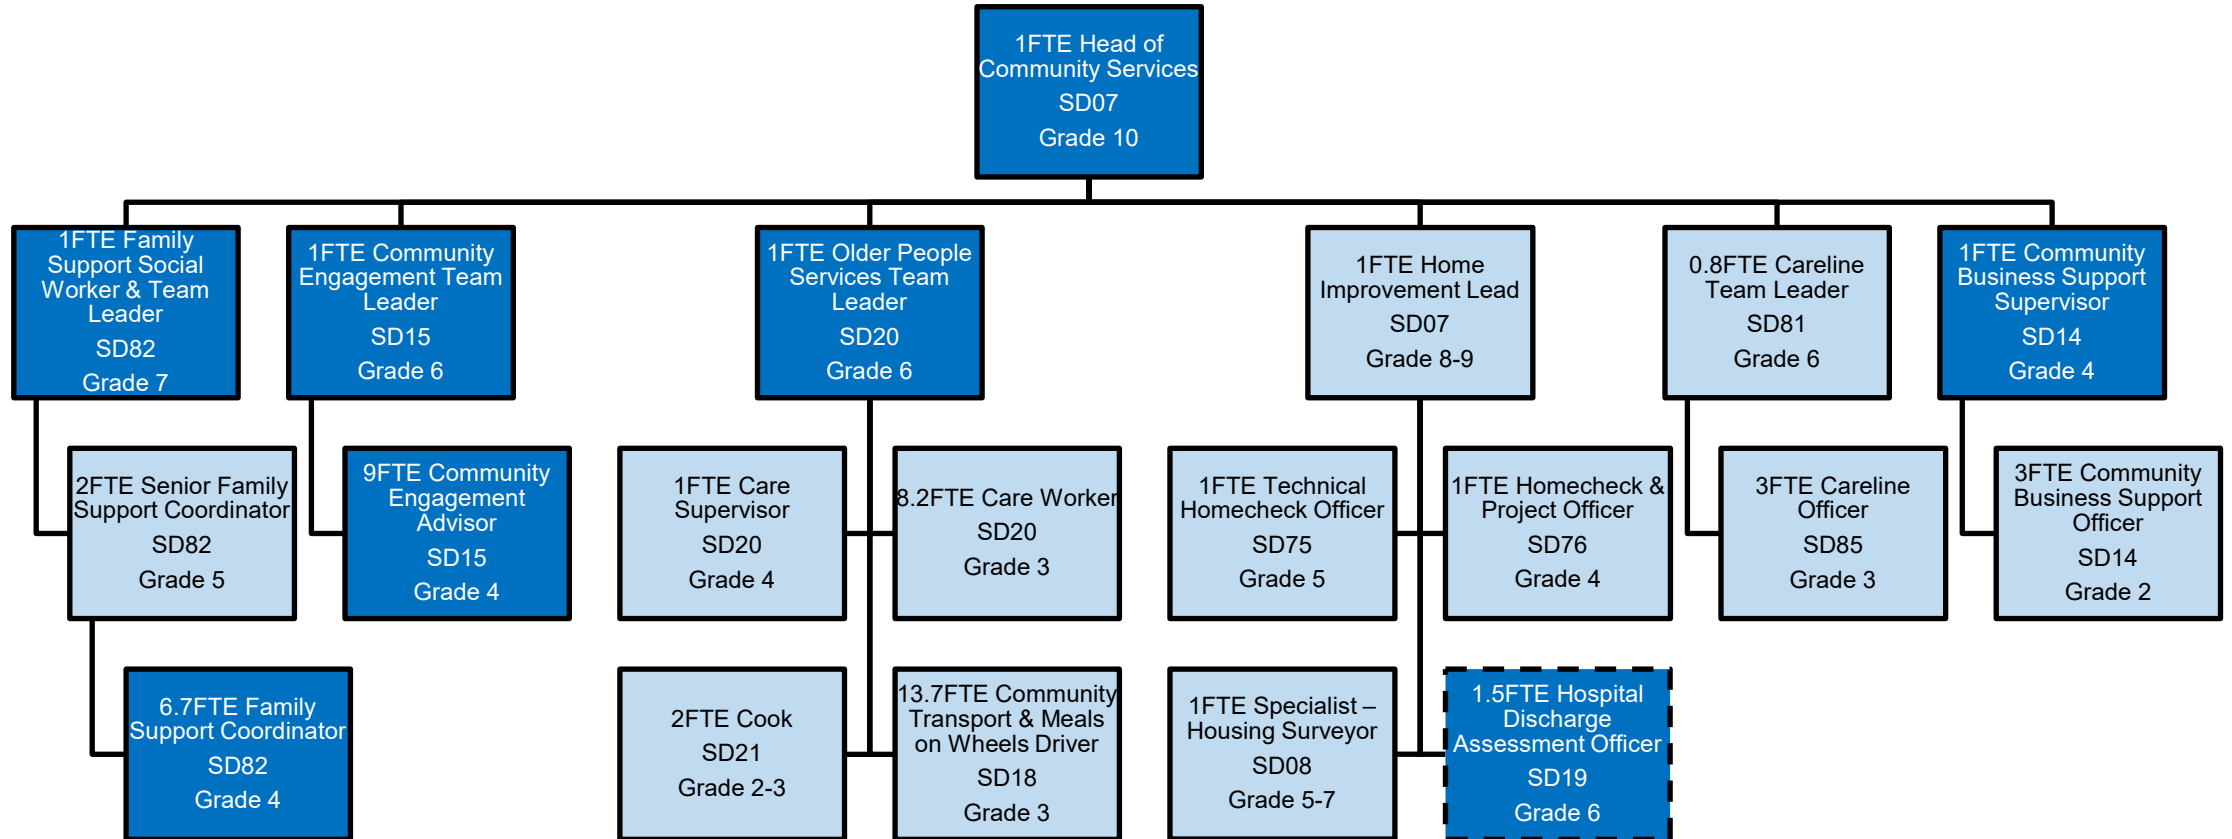 1FTE Head of
Community Services
SD07
Grade 10
1FTE Family
Support Social
Worker & Team
Leader
SD82
Grade 7
1FTE Community
Engagement Team
Leader
SD15
Grade 6
1FTE Older People
Services Team
Leader
SD20
Grade 6
1FTE Home
Improvement Lead
SD07
Grade 8-9
0.8FTE Careline
Team Leader
SD81
Grade 6
1FTE Community
Business Support
Supervisor
SD14
Grade 4
2FTE Senior Family
Support Coordinator
SD82
Grade 5
9FTE Community
Engagement
Advisor
SD15
Grade 4
1FTE Care
Supervisor
SD20
Grade 4
8.2FTE Care Worker
SD20
Grade 3
1FTE Technical
Homecheck Officer
SD75
Grade 5
1FTE Homecheck &
Project Officer
SD76
Grade 4
3FTE Careline
Officer
SD85
Grade 3
3FTE Community
Business Support
Officer
SD14
Grade 2
6.7FTE Family
Support Coordinator
SD82
Grade 4
2FTE Cook
SD21
Grade 2-3
13.7FTE Community
Transport & Meals
on Wheels Driver
SD18
Grade 3
1FTE Specialist –
Housing Surveyor
SD08
Grade 5-7
1.5FTE Hospital
Discharge
Assessment Officer
SD19
Grade 6